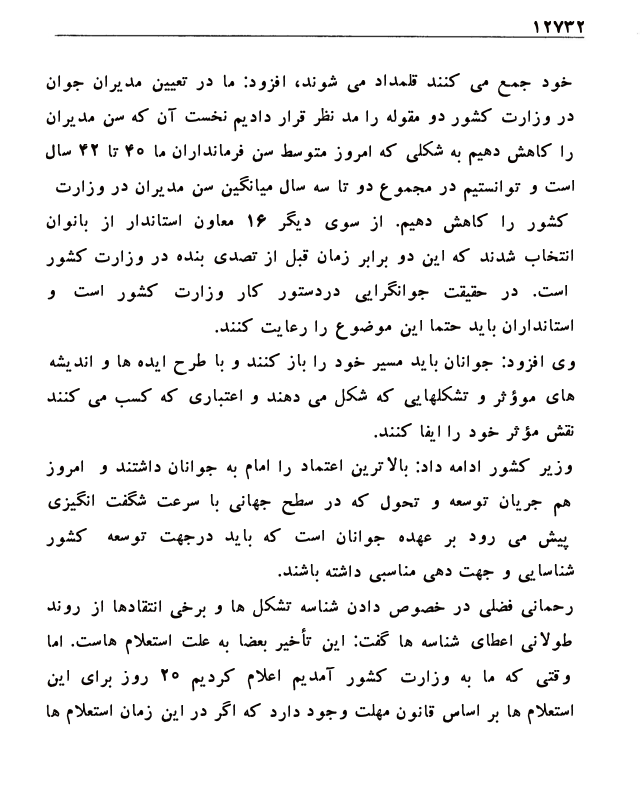 ۱۲۷۳۲
خود جمع می کنند قلمداد می شوند، افزود: ما در تعیین مدیران جوان
در وزارت کشور دو مقوله را مد نظر قرار دادیم نخست آن که سن مدیران
را کاهش دهیم به شکلی که امروز متوسط سن فرمانداران ما ۴۰ تا ۴۲ سال
است و توانستیم در مجموع دو تا سه سال میانگین سن مدیران در وزارت
کشور را کاهش دهیم. از سوی دیگر ۱۶ معاون استاندار از بانوان
انتخاب شدند که این دو برابر زمان قبل از تصدی بنده در وزارت کشور
است. در حقیقت جوانگرایی دردستور کار وزارت کشور است و
استانداران باید حتما این موضوع را رعایت کنند.
وی افزود: جوانان باید مسیر خود را باز کنند و با طرح ایده ها و اندیشه
های موؤثر و تشکلهایی که شکل می دهند و اعتباری که کسب می کنند
نقش مؤثر خود را ایفا کنند.
وزیر کشور ادامه داد: بالاترین اعتماد را امام به جوانان داشتند و امروز
هم جریان توسعه و تحول که در سطح جهانی با سرعت شگفت انگیزی
پیش می رود بر عهده جوانان است که باید درجهت توسعه کشور
شناسایی و جهت دهی مناسبی داشته باشند.
رحمانی فضلی در خصوص دادن شناسه تشکل ها و برخی انتقادها از روند
طولانی اعطای شناسه ها گفت: این تأخیر بعضا به علت استعلام هاست. اما
وقتی که ما به وزارت کشور آمدیم اعلام کردیم ۲۰ روز برای این
استعلام ها بر اساس قانون مهلت وجود دارد که اگر در این زمان استعلام ها